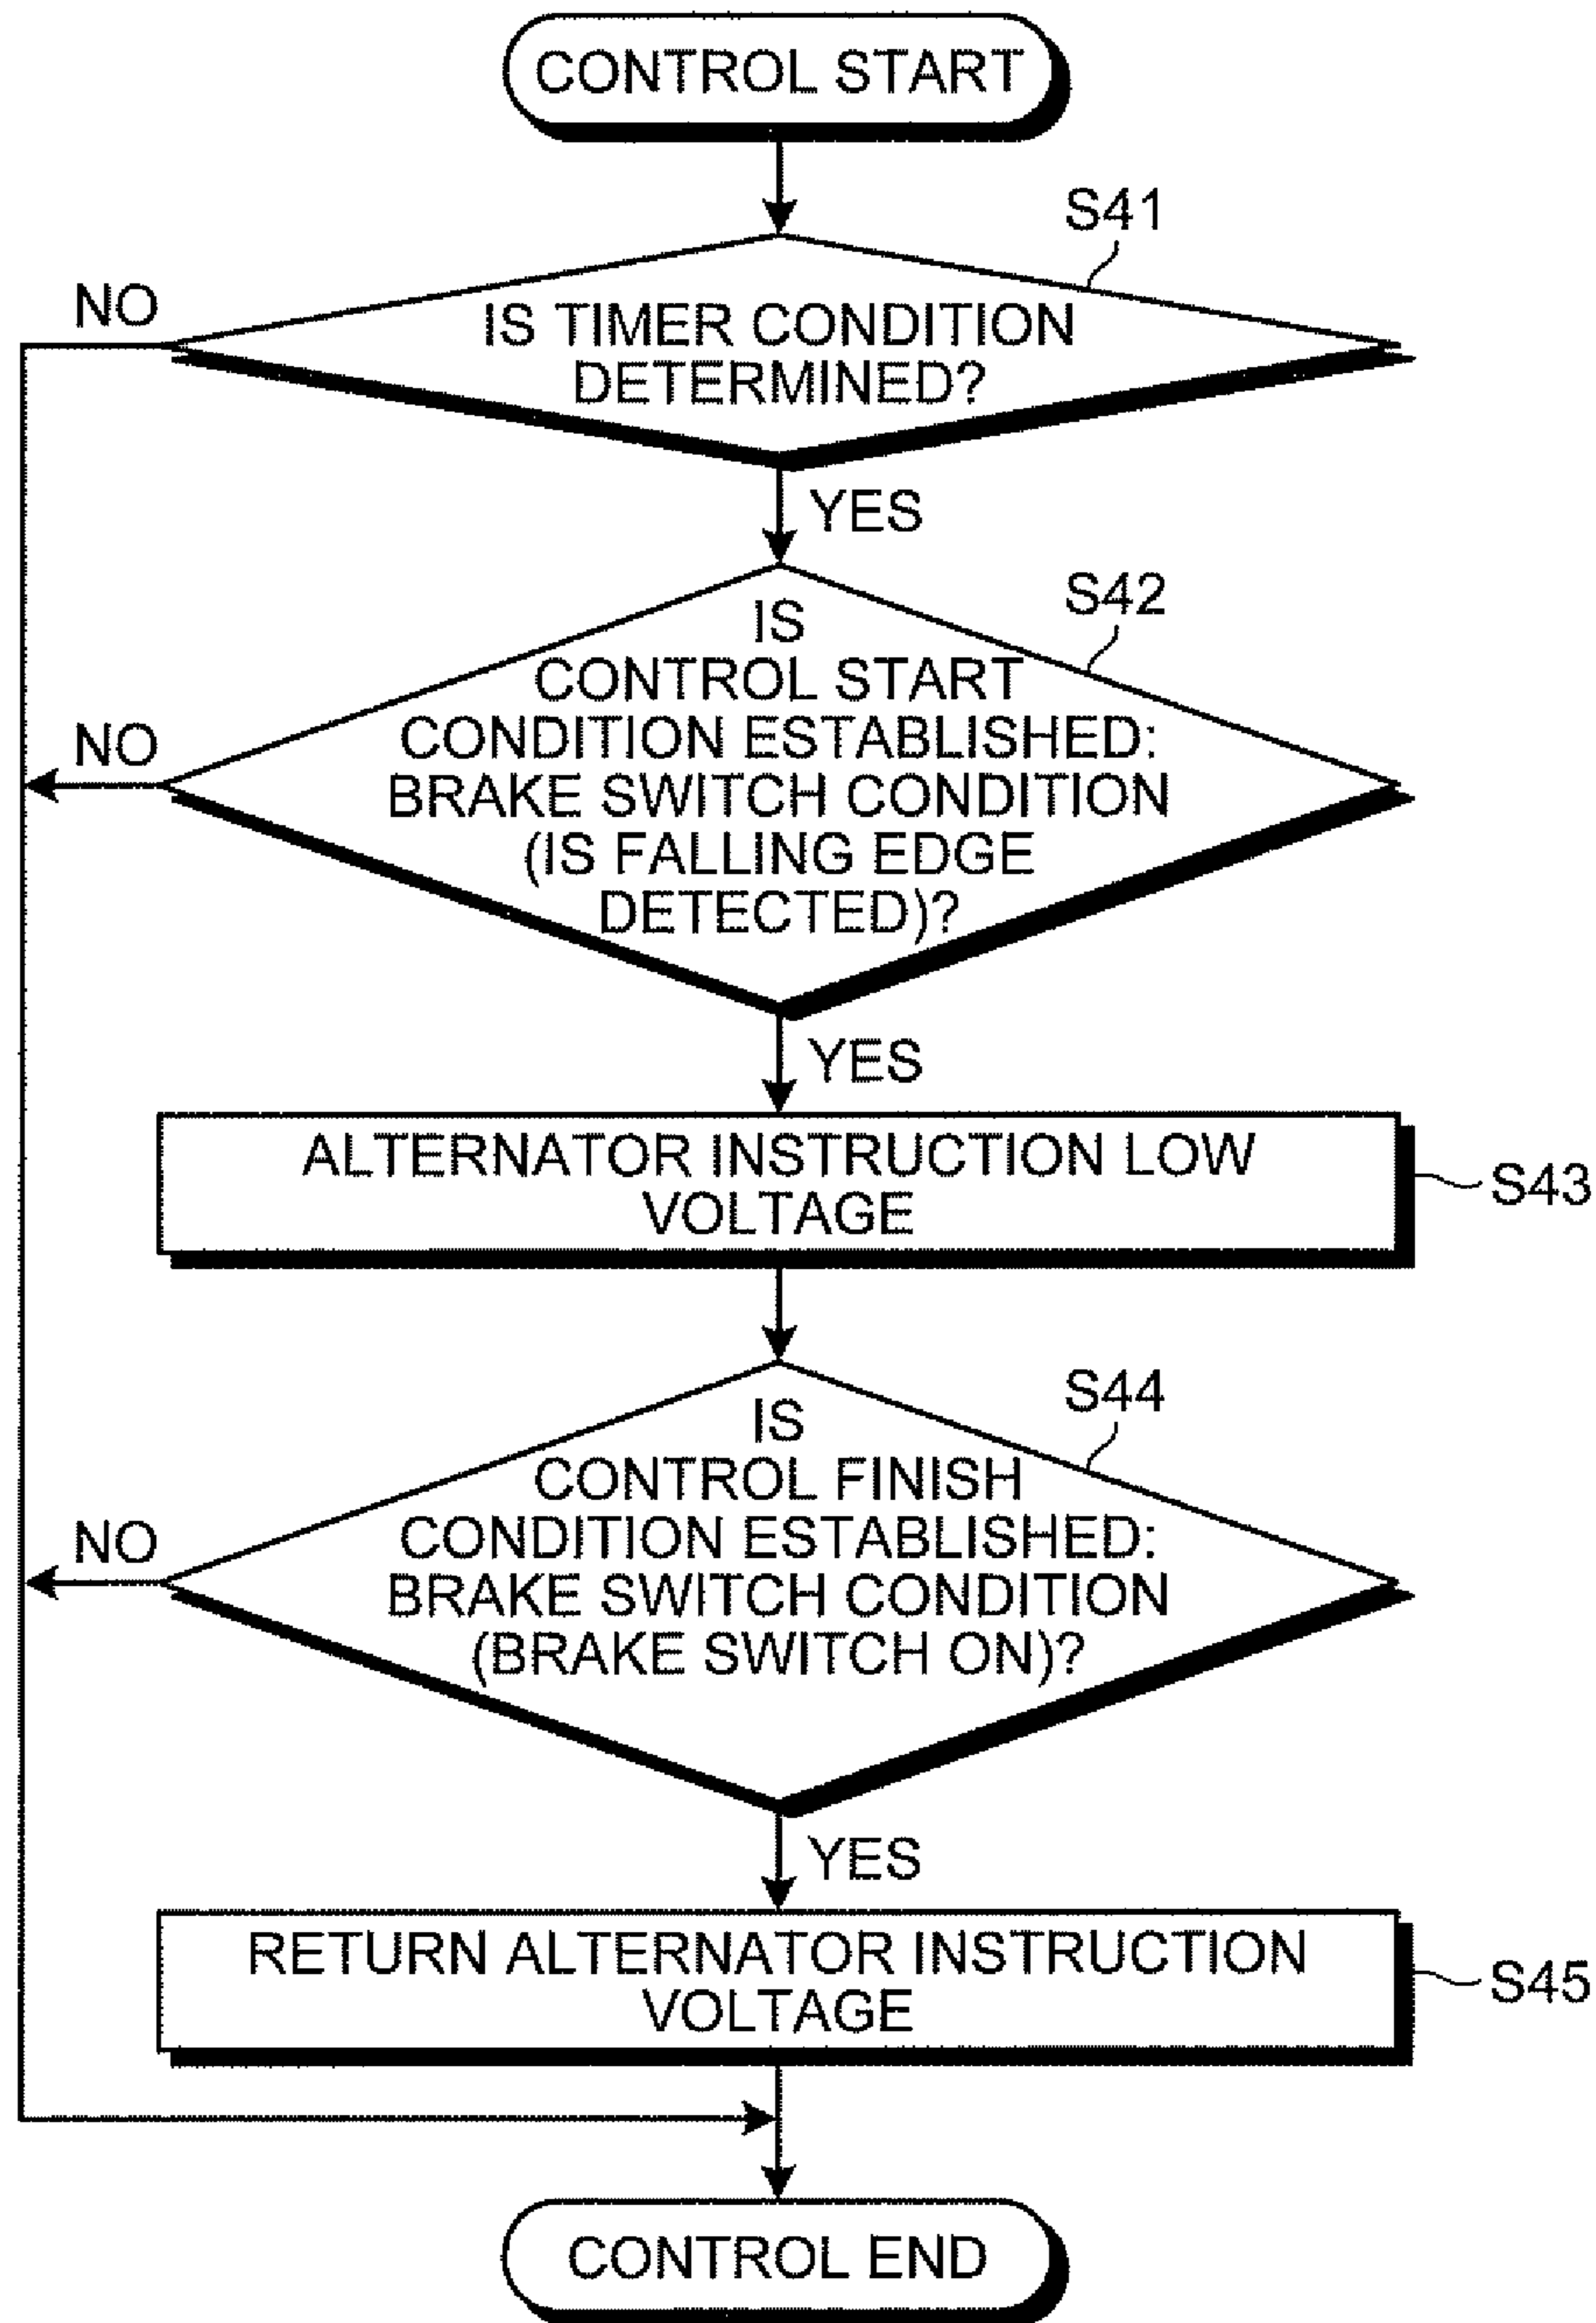 CONTROL START
S41
NO
IS TIMER CONDITION
DETERMINED?
YES
S42
IS
CONTROL START
CONDITION ESTABLISHED:
NO
BRAKE SWITCH CONDITION
(IS FALLING EDGE
DETECTED)?
YES
ALTERNATOR INSTRUCTION LOW
VOLTAGE
S43
S44
IS
CONTROL FINISH
CONDITION ESTABLISHED:
NO
BRAKE SWITCH CONDITION
(BRAKE SWITCH ON)?
YES
RETURN ALTERNATOR INSTRUCTION
VOLTAGE
S45
CONTROL END